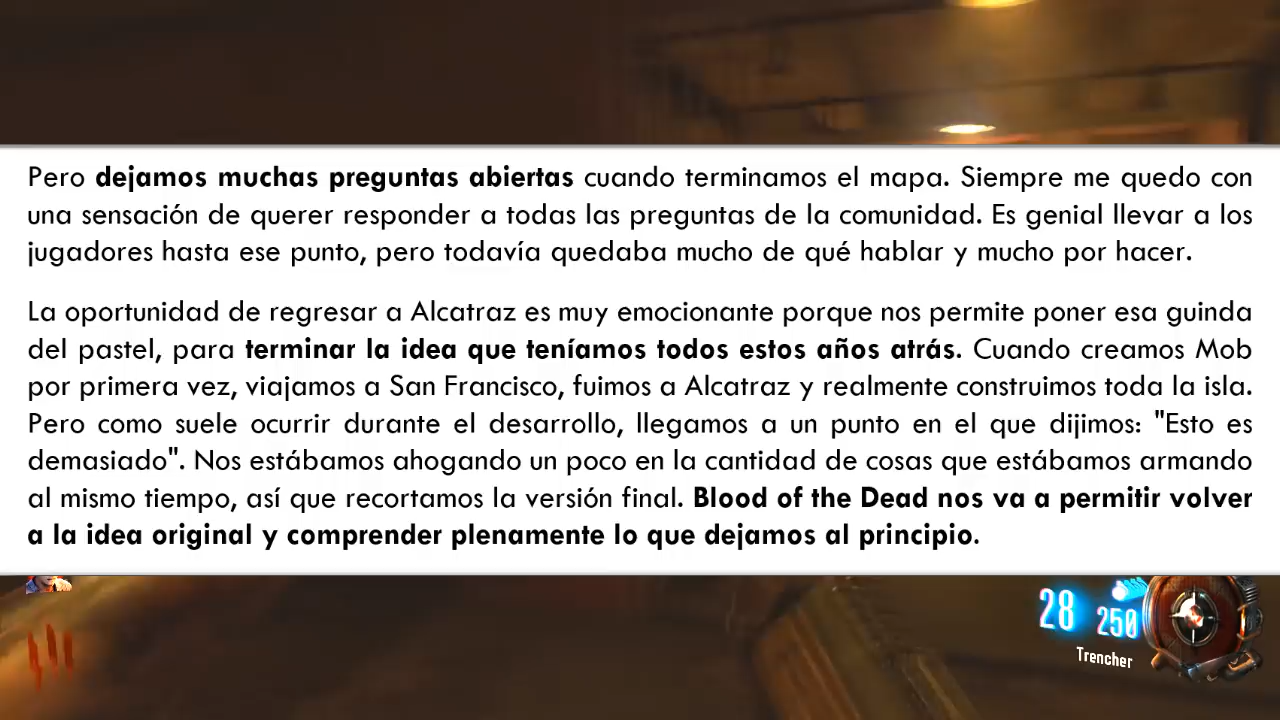 Pero dejamos muchas preguntas abiertas cuando terminamos el mapa. Siempre me quedo con
una sensación de querer responder a todas las preguntas de la comunidad. Es genial llevar a los
jugadores hasta ese punto, pero todavía quedaba mucho de qué hablar y mucho por hacer.
La oportunidad de regresar a Alcatraz es muy emocionante porque nos permite poner esa guinda
del pastel, para terminar la idea que teníamos todos estos años atrás. Cuando creamos Mob
por primera vez, viajamos a San Francisco, fuimos a Alcatraz y realmente construimos toda la isla.
Pero como suele ocurrir durante el desarrollo, llegamos a un punto en el que dijimos: "Esto es
demasiado". Nos estábamos ahogando un poco en la cantidad de cosas que estábamos armando
al mismo tiempo, así que recortamos la versión final. Blood of the Dead nos va a permitir volver
a la idea original y comprender plenamente lo que dejamos al principio.
28 250
Trencher